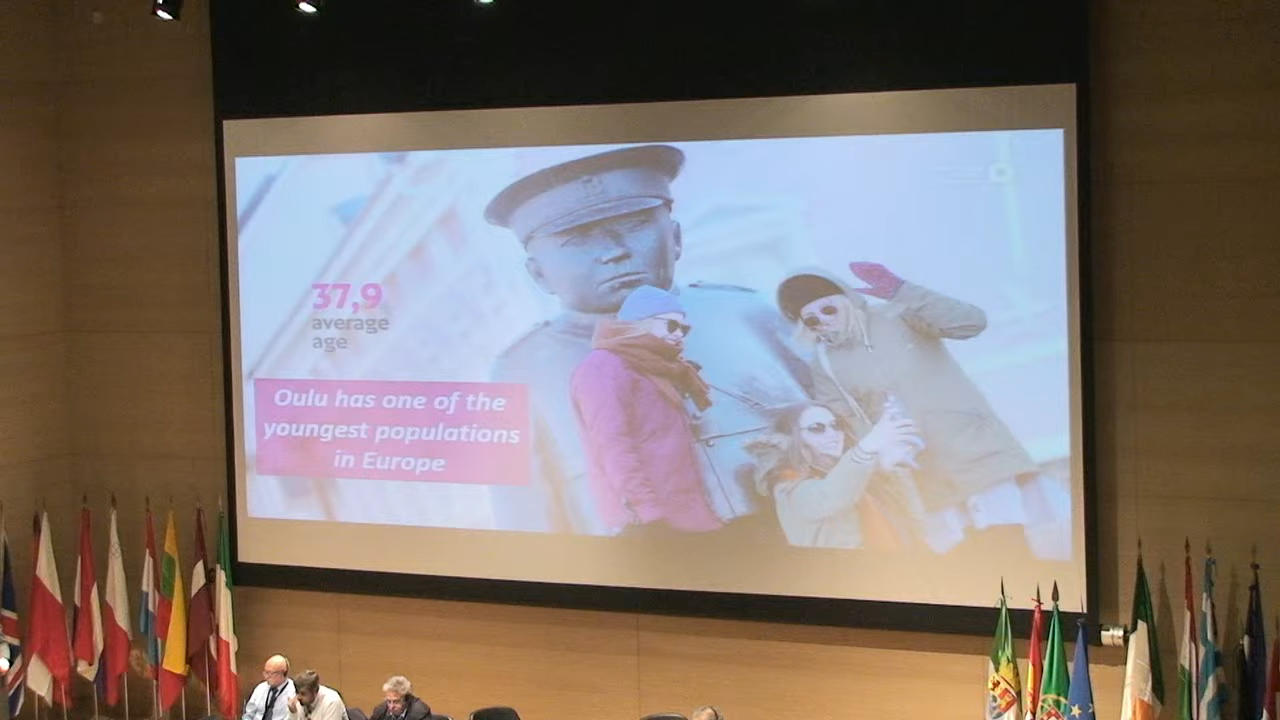 37,9
average
age
Oulu has one of the
youngest populations
in Europe